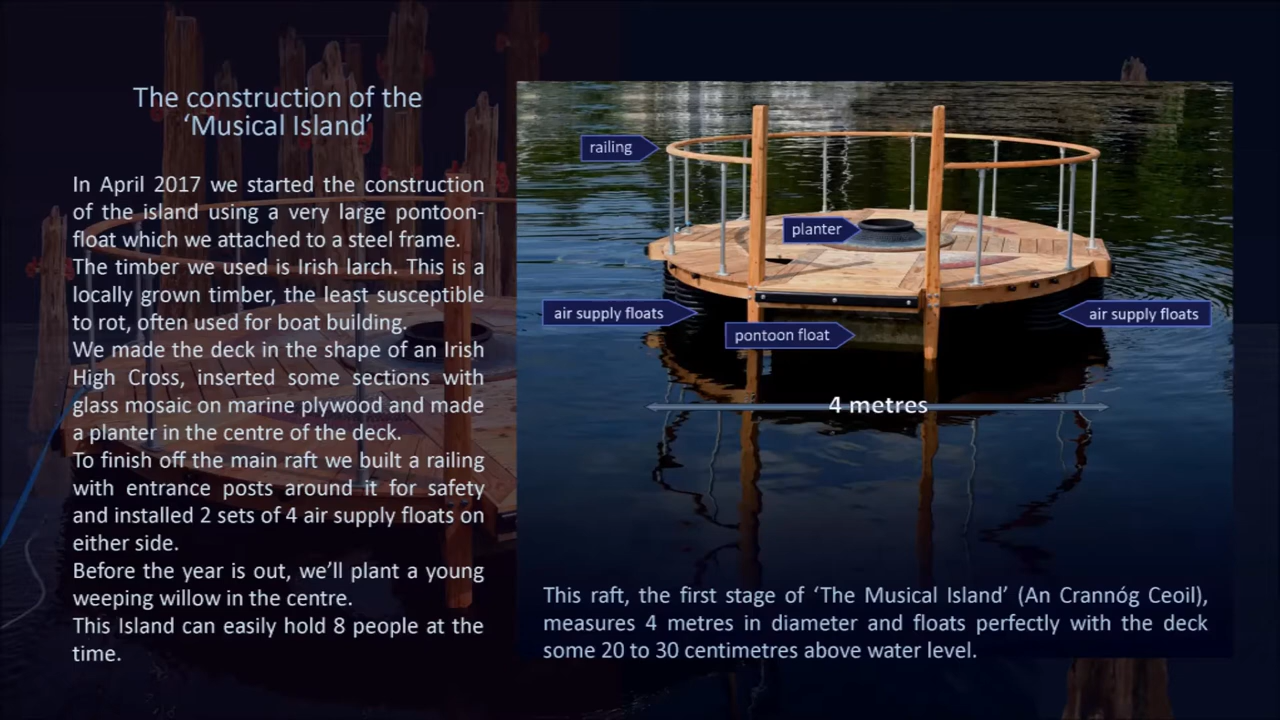 The construction of the
‘Musical Island’
In April 2017 we started the construction
of the island using a very large pontoon-
float which we attached to a steel frame.
The timber we used is Irish larch. This is a
locally grown timber, the least susceptible
to rot, often used for boat building.
We made the deck in the shape of an Irish
High Cross, inserted some sections with
glass mosaic on marine plywood and made
a planter in the centre of the deck.
To finish off the main raft we built a railing
with entrance posts around it for safety
and installed 2 sets of 4 air supply floats on
either side.
Before the year is out, we’ll plant a young
weeping willow in the centre.
This Island can easily hold 8 people at the
time.
railing
planter
air supply floats
air supply floats
pontoon float
4 metres
This raft, the first stage of ‘The Musical Island’ (An Crannóg Ceoil),
measures 4 metres in diameter and floats perfectly with the deck
some 20 to 30 centimetres above water level.